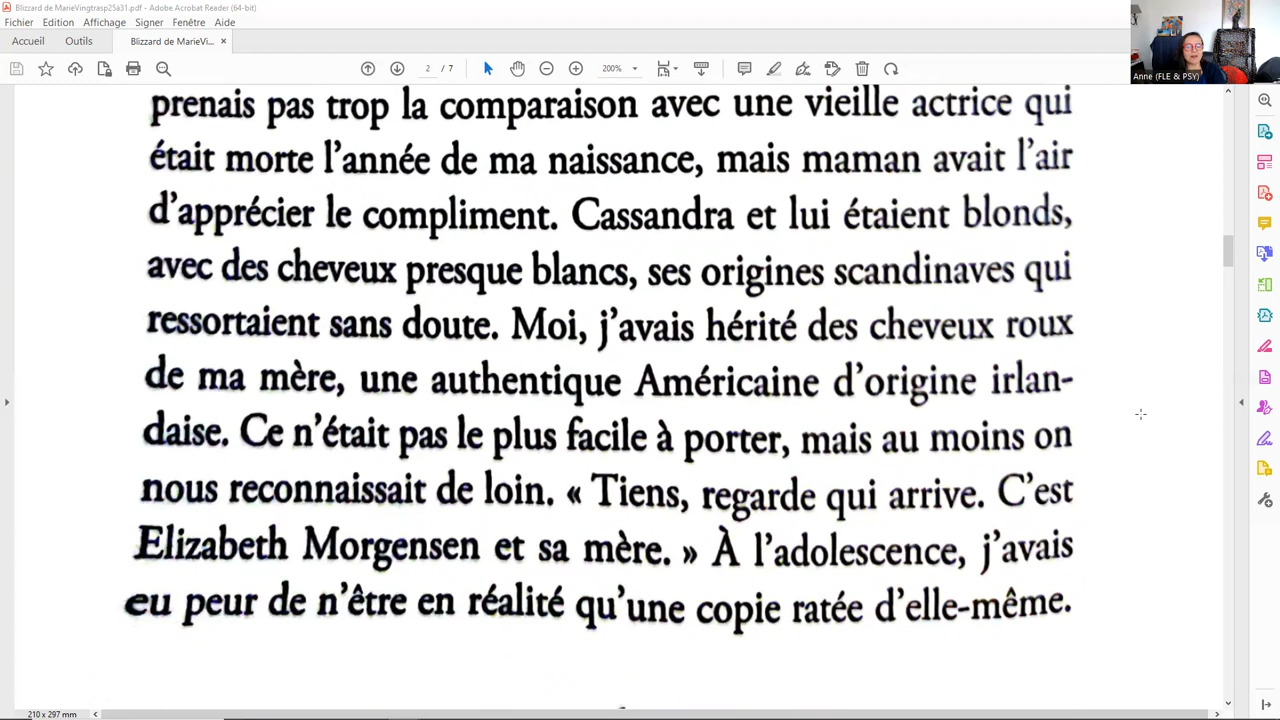 Blizzard de MarieVingtrasp25à31.pdf - Adobe Acrobat Reader (64-bit)
Fichier Edition Affichage Signer Fenêtre Aide
Accueil Outils Blizzard de MarieVi... ×
2 / 7 200%
Anne (FLE & PSY)
prenais pas trop la comparaison avec une vieille actrice qui
était morte l'année de ma naissance, mais maman avait l'air
d'apprécier le compliment. Cassandra et lui étaient blonds,
avec des cheveux presque blancs, ses origines scandinaves qui
ressortaient sans doute. Moi, j'avais hérité des cheveux roux
de ma mère, une authentique Américaine d'origine irlan-
daise. Ce n'était pas le plus facile à porter, mais au moins on
nous reconnaissait de loin. « Tiens, regarde qui arrive. C'est
Elizabeth Morgensen et sa mère. » À l'adolescence, j'avais
eu peur de n'être en réalité qu'une copie ratée d'elle-même.
210 x 297 mm